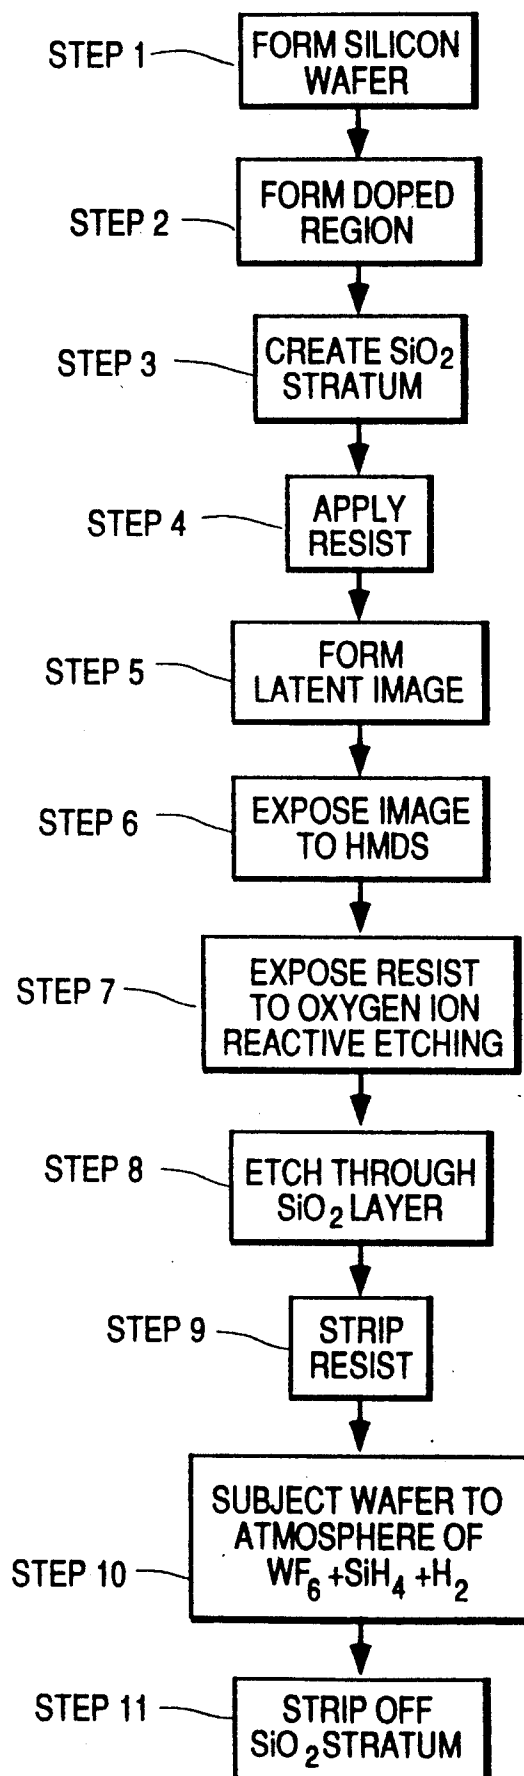 STEP 1
FORM SILICON
WAFER
STEP 2
FORM DOPED
REGION
STEP 3
CREATE SiO2
STRATUM
STEP 4
APPLY
RESIST
STEP 5
FORM
LATENT IMAGE
STEP 6
EXPOSE IMAGE
TO HMDS
STEP 7
EXPOSE RESIST
TO OXYGEN ION
REACTIVE ETCHING
STEP 8
ETCH THROUGH
SiO2 LAYER
STEP 9
STRIP
RESIST
STEP 10
SUBJECT WAFER TO
ATMOSPHERE OF
WF6 +SiH4 +H2
STEP 11
STRIP OFF
SiO2 STRATUM